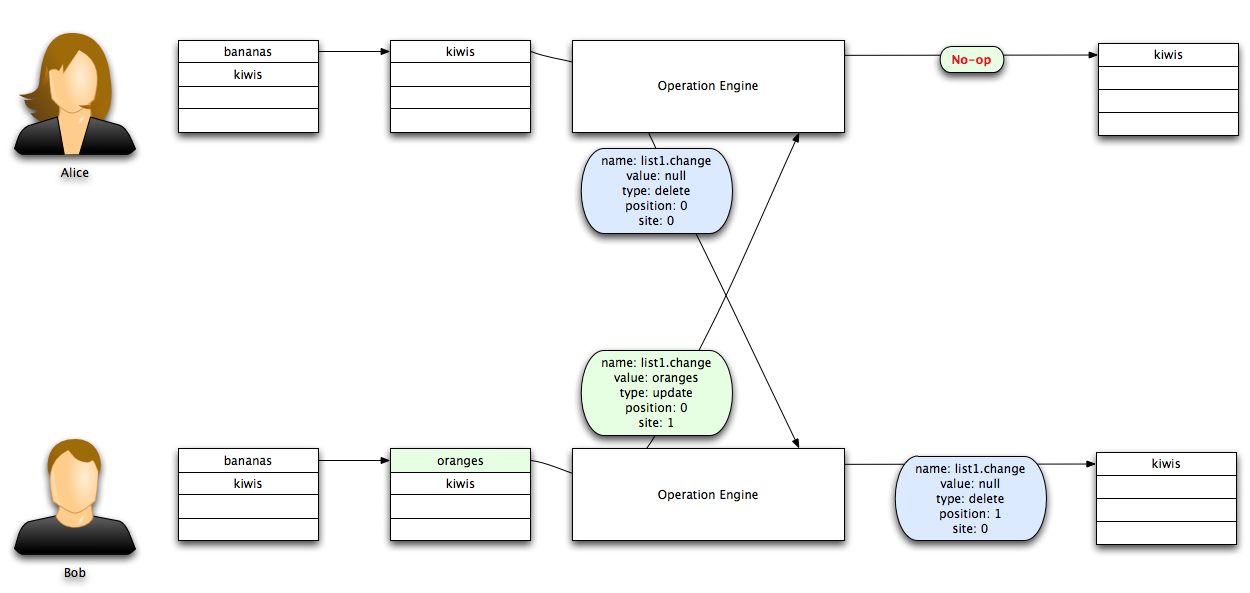 bananas
kiwis
kiwis
Operation Engine
No-op
kiwis
Alice
name: list1.change
value: null
type: delete
position: 0
site: 0
name: list1.change
value: oranges
type: update
position: 0
site: 1
bananas
kiwis
oranges
kiwis
Operation Engine
name: list1.change
value: null
type: delete
position: 1
site: 0
kiwis
Bob